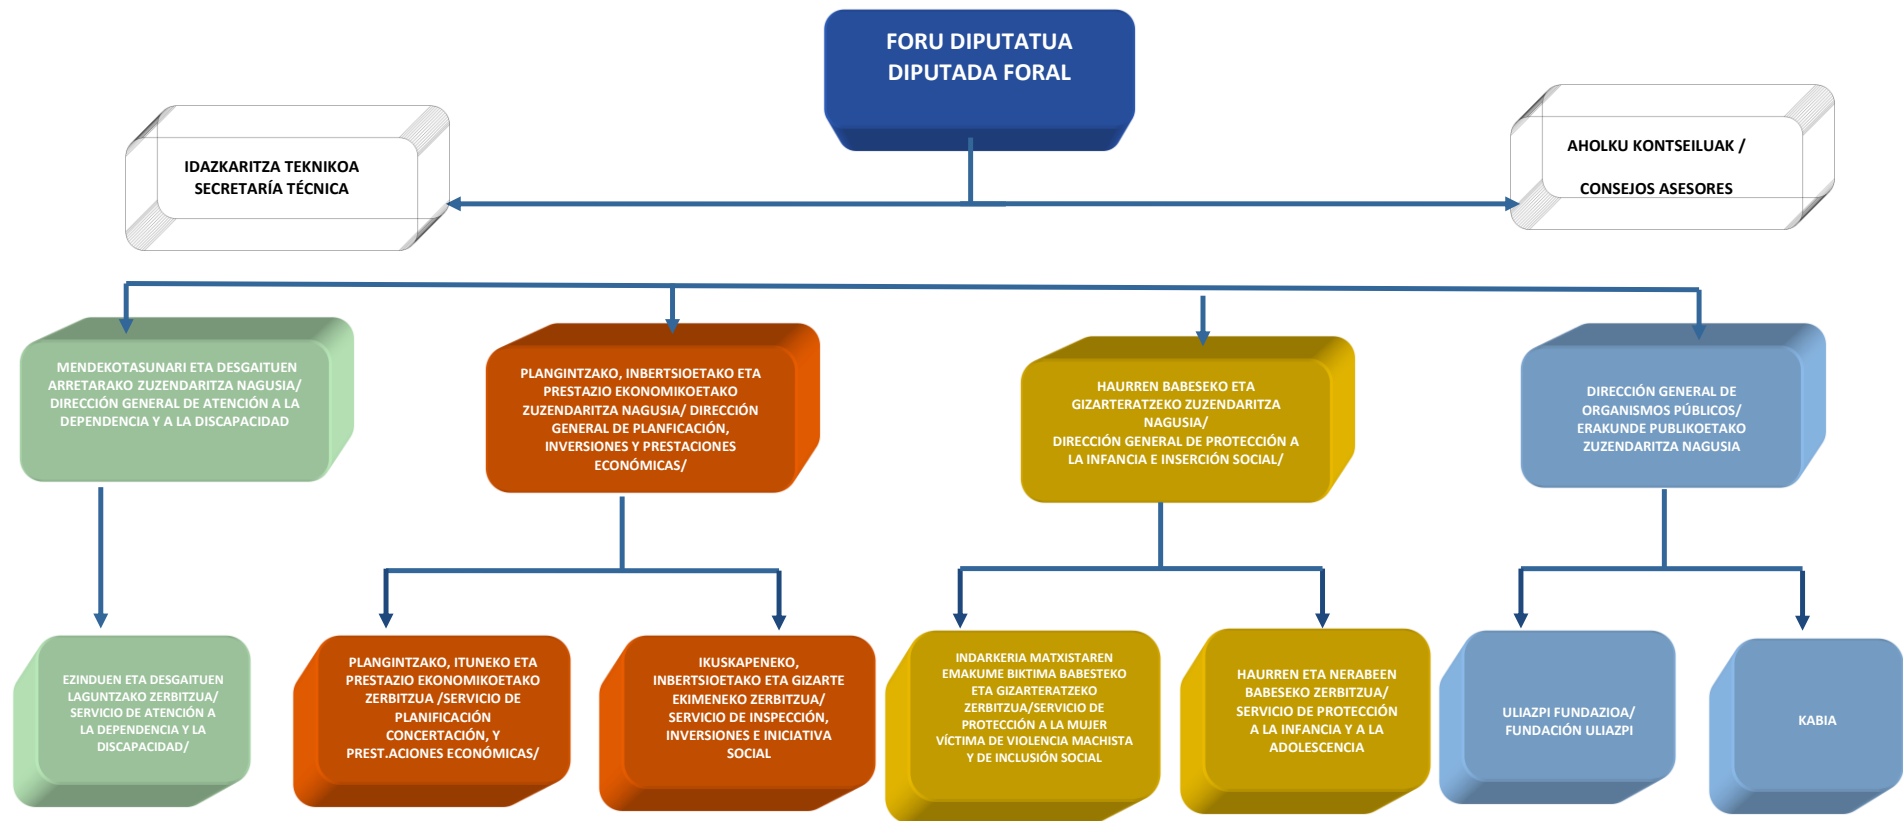 FORU DIPUTATUA
DIPUTADA FORAL
IDAZKARITZA TEKNIKOA
SECRETARÍA TÉCNICA
AHOLKU KONTSEILUAK /
CONSEJOS ASESORES
MENDEKOTASUNARI ETA DESGAITUEN
ARRETARAKO ZUZENDARITZA NAGUSIA/
DIRECCIÓN GENERAL DE ATENCIÓN A LA
DEPENDENCIA Y A LA DISCAPACIDAD
PLANGINTZAKO, INBERTSIOETAKO ETA
PRESTAZIO EKONOMIKOETAKO
ZUZENDARITZA NAGUSIA/ DIRECCIÓN
GENERAL DE PLANFICACIÓN,
INVERSIONES Y PRESTACIONES
ECONÓMICAS/
HAURREN BABESEKO ETA
GIZARTERATZEKO ZUZENDARITZA
NAGUSIA/
DIRECCIÓN GENERAL DE PROTECCIÓN A
LA INFANCIA E INSERCIÓN SOCIAL/
DIRECCIÓN GENERAL DE
ORGANISMOS PÚBLICOS/
ERAKUNDE PUBLIKOETAKO
ZUZENDARITZA NAGUSIA
EZINDUEN ETA DESGAITUEN
LAGUNTZAKO ZERBITZUA/
SERVICIO DE ATENCIÓN A
LA DEPENDENCIA Y LA
DISCAPACIDAD/
PLANGINTZAKO, ITUNEKO ETA
PRESTAZIO EKONOMIKOETAKO
ZERBITZUA /SERVICIO DE
PLANIFICACIÓN
CONCERTACIÓN, Y
PREST.ACIONES ECONÓMICAS/
IKUSKAPENEKO,
INBERTSIOETAKO ETA GIZARTE
EKIMENEKO ZERBITZUA/
SERVICIO DE INSPECCIÓN,
INVERSIONES E INICIATIVA
SOCIAL
INDARKERIA MATXISTAREN
EMAKUME BIKTIMA BABESTEKO
ETA GIZARTERATZEKO
ZERBITZUA/SERVICIO DE
PROTECCIÓN A LA MUJER
VÍCTIMA DE VIOLENCIA MACHISTA
Y DE INCLUSIÓN SOCIAL
HAURREN ETA NERABEEN
BABESEKO ZERBITZUA/
SERVICIO DE PROTECCIÓN
A LA INFANCIA Y A LA
ADOLESCENCIA
ULIAZPI FUNDAZIOA/
FUNDACIÓN ULIAZPI
KABIA